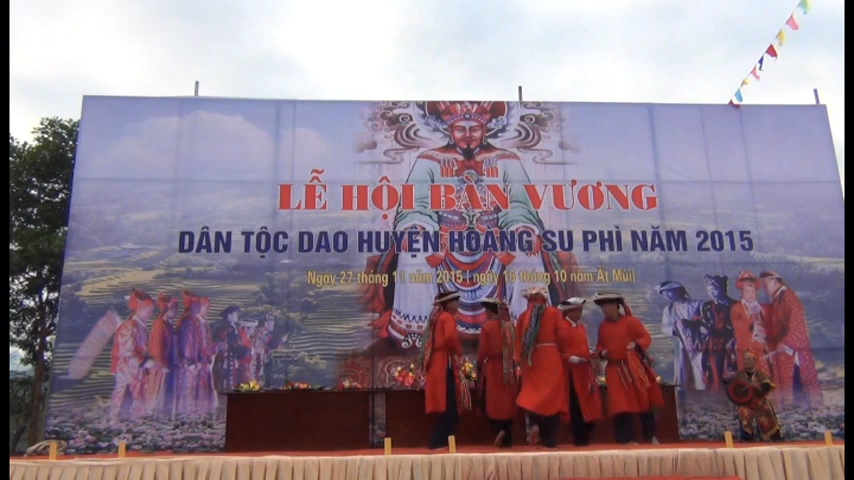 LỄ HỘI BÀN VƯƠNG
DÂN TỘC DAO HUYỆN HOÀNG SU PHÌ NĂM 2015
Ngày 27 tháng 11 năm 2015 ( ngày 16 tháng 10 năm Ất Mùi)